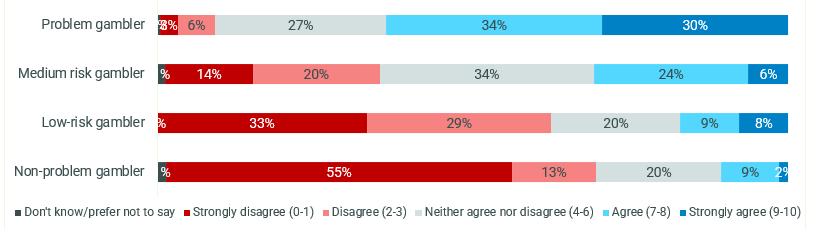 Problem gambler 3% 6% 27% 34% 30%
Medium risk gambler % 14% 20% 34% 24% 6%
Low-risk gambler % 33% 29% 20% 9% 8%
Non-problem gambler % 55% 13% 20% 9% 2%
Don't know/prefer not to say Strongly disagree (0-1) Disagree (2-3) Neither agree nor disagree (4-6) Agree (7-8) Strongly agree (9-10)